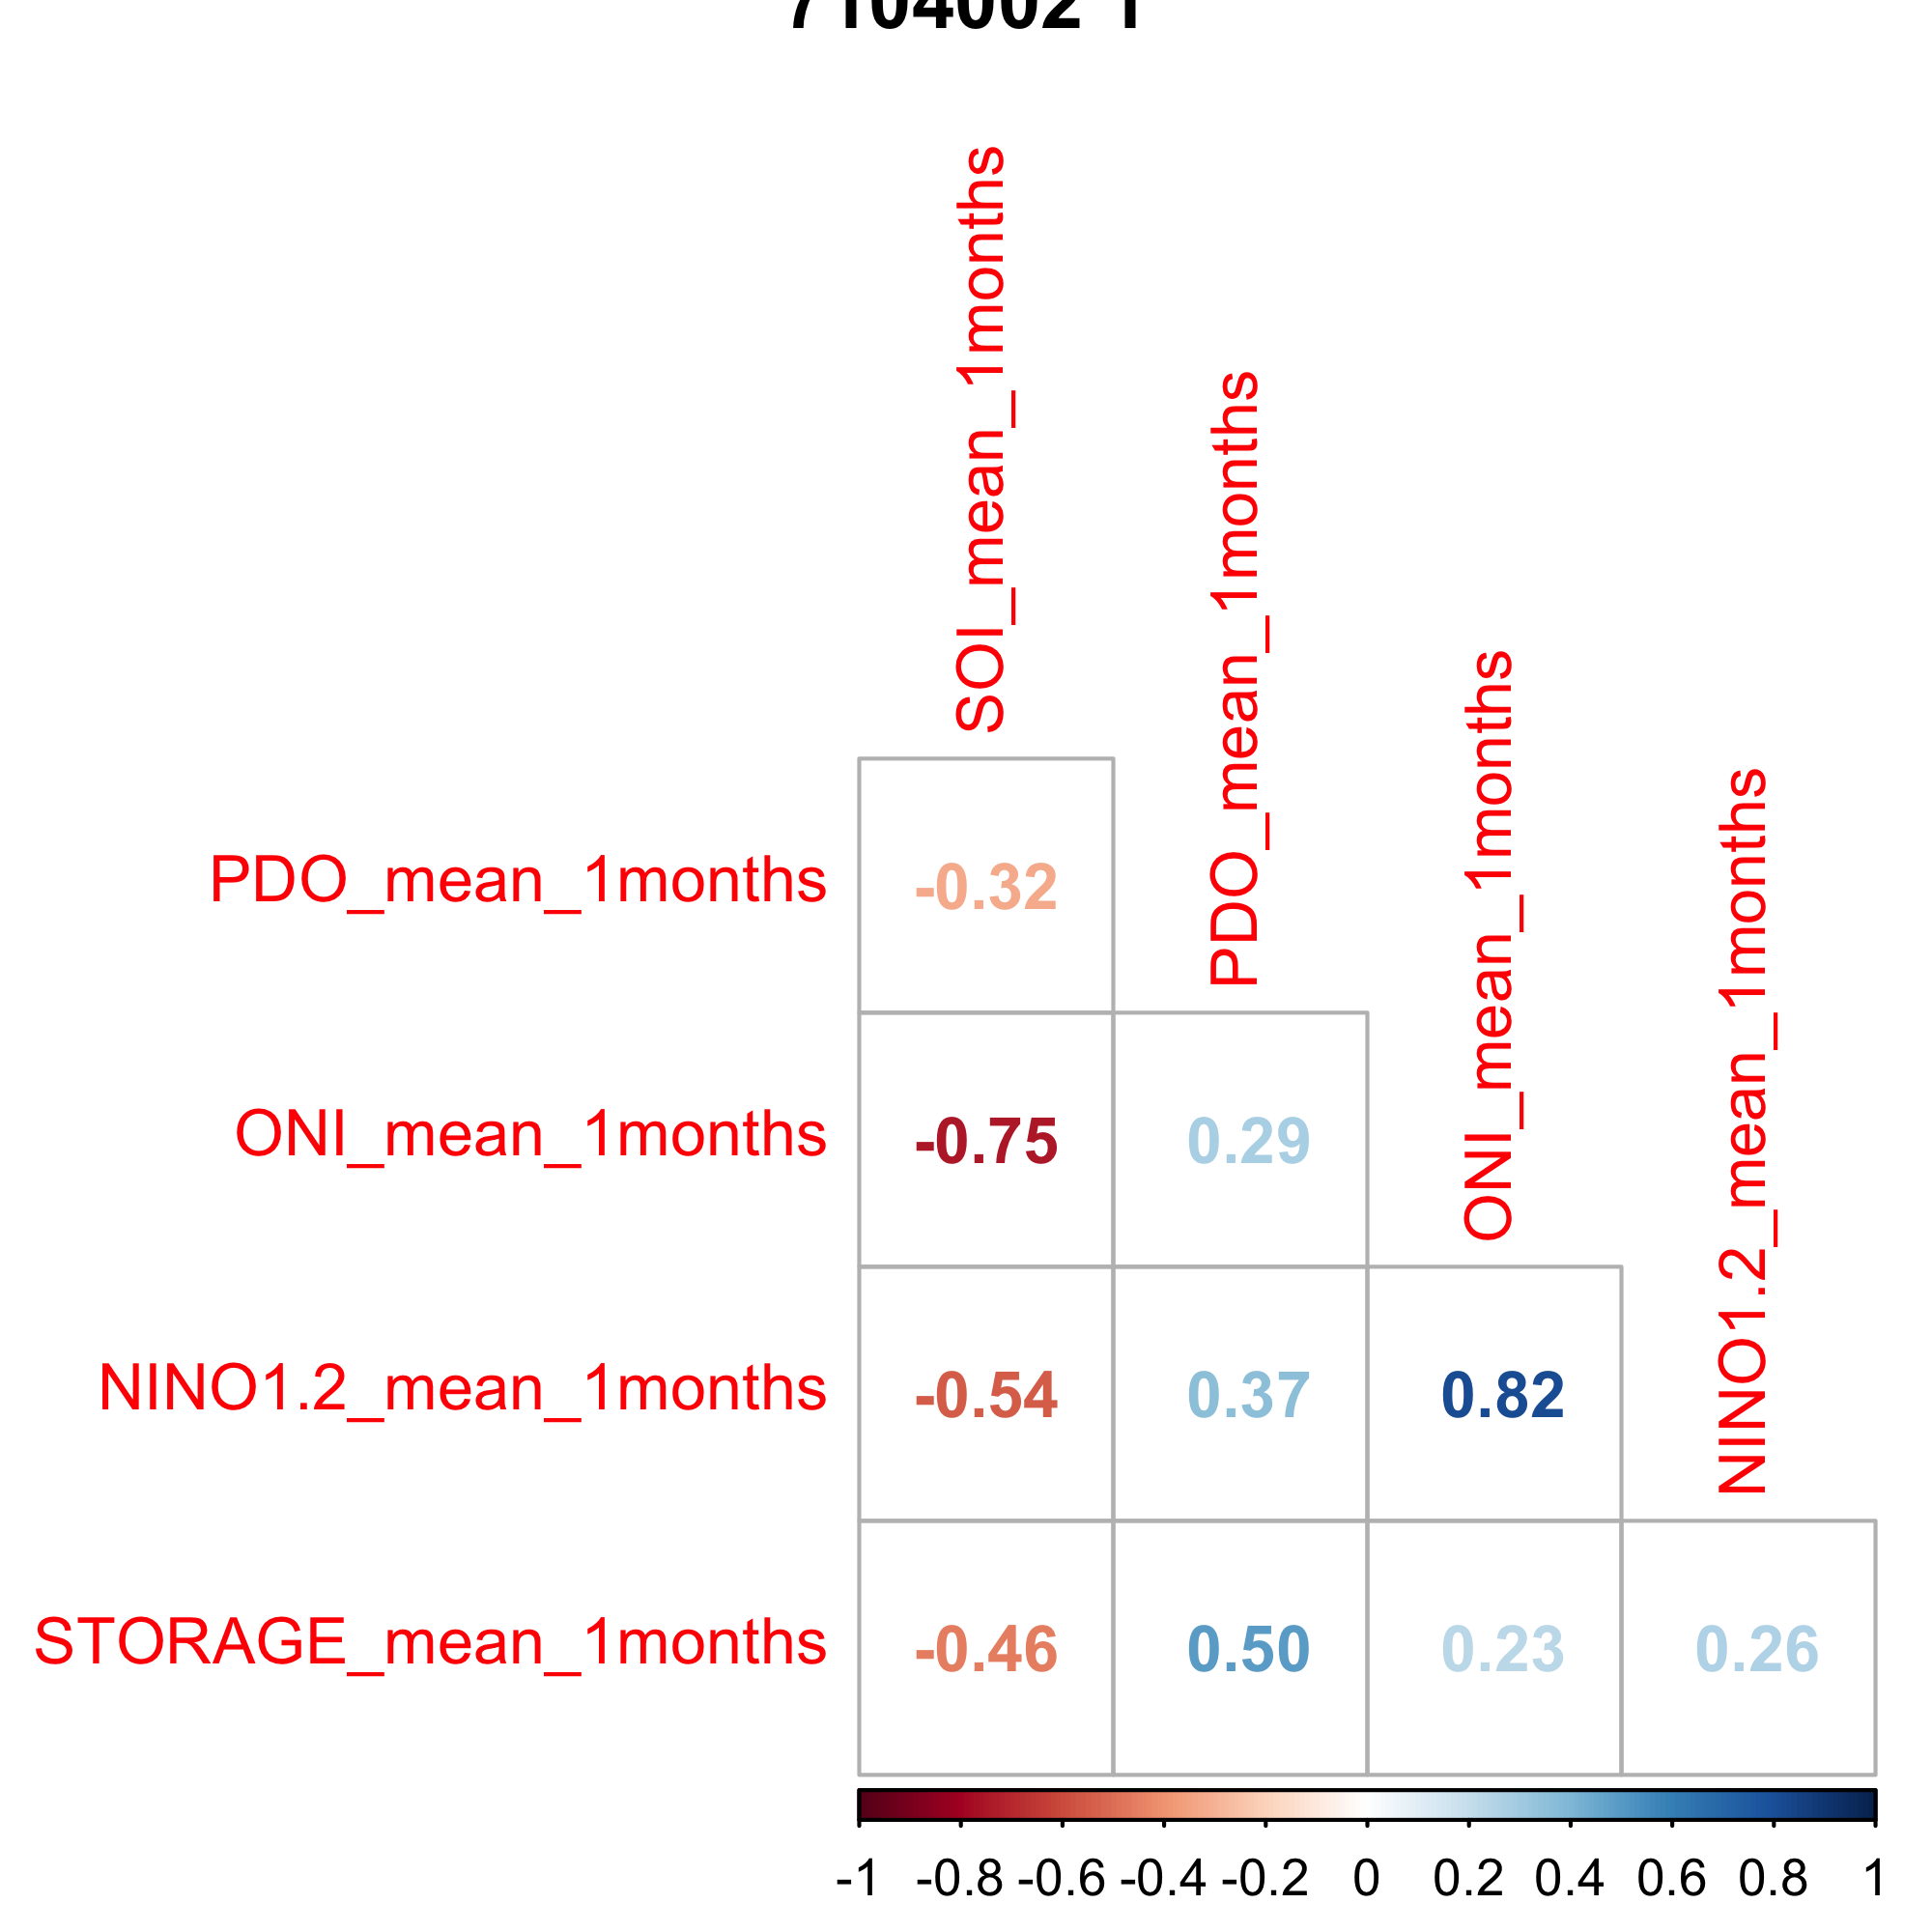 7104002 1
SOI_mean_1months
PDO_mean_1months
ONI_mean_1months
NINO1.2_mean_1months
PDO_mean_1months -0.32
ONI_mean_1months -0.75 0.29
NINO1.2_mean_1months -0.54 0.37 0.82
STORAGE_mean_1months -0.46 0.50 0.23 0.26
-1 -0.8 -0.6 -0.4 -0.2 0 0.2 0.4 0.6 0.8 1